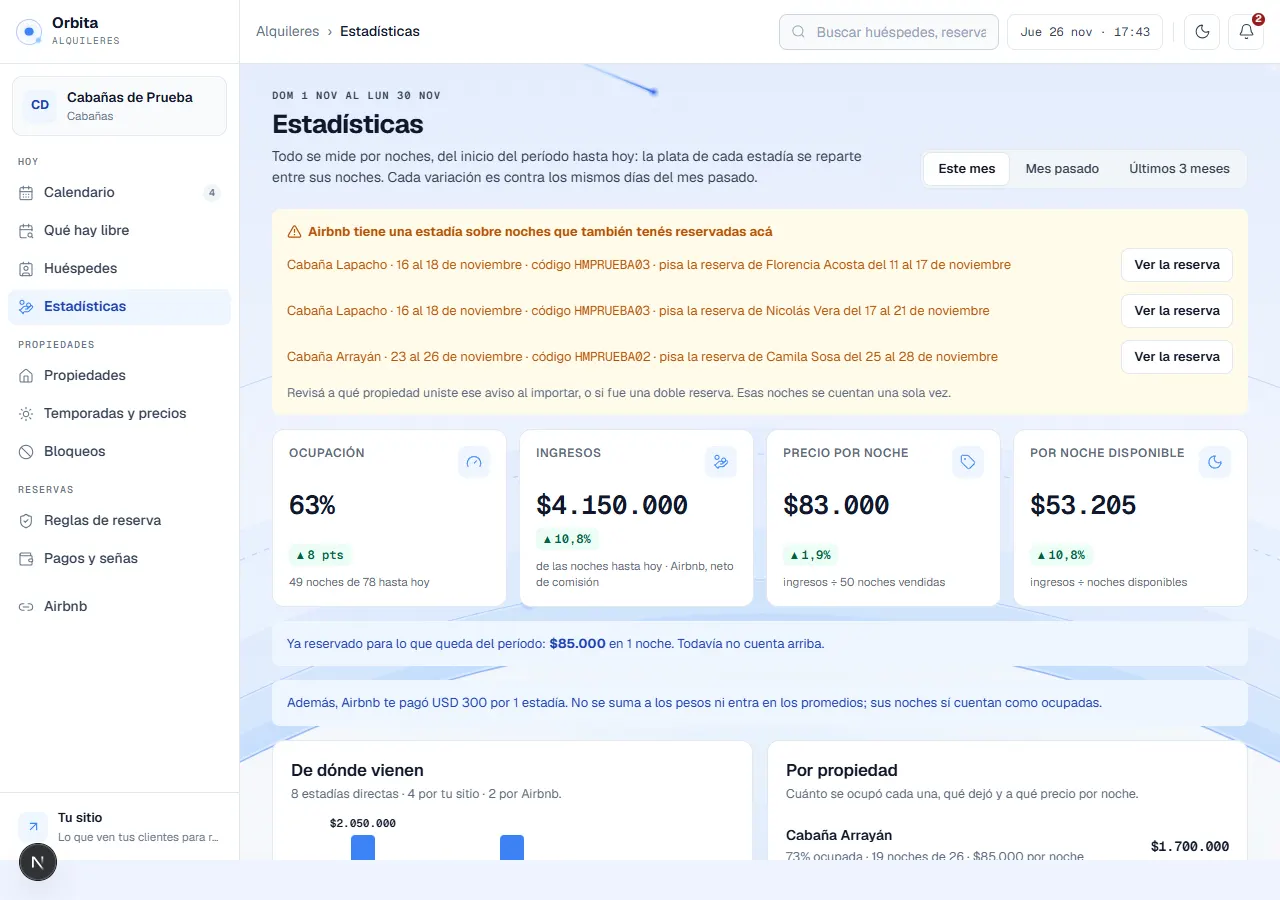 Orbita
ALQUILERES
Alquileres › Estadísticas
Buscar huéspedes, reserva
Jue 26 nov · 17:43
2
CD
Cabañas de Prueba
Cabañas
HOY
Calendario
4
Qué hay libre
Huéspedes
Estadísticas
PROPIEDADES
Propiedades
Temporadas y precios
Bloqueos
RESERVAS
Reglas de reserva
Pagos y señas
Airbnb
Tu sitio
Lo que ven tus clientes para r...
N
DOM 1 NOV AL LUN 30 NOV
Estadísticas
Todo se mide por noches, del inicio del período hasta hoy: la plata de cada estadía se reparte
entre sus noches. Cada variación es contra los mismos días del mes pasado.
Este mes
Mes pasado
Últimos 3 meses
Airbnb tiene una estadía sobre noches que también tenés reservadas acá
Cabaña Lapacho · 16 al 18 de noviembre · código HMPRUEBA03 · pisa la reserva de Florencia Acosta del 11 al 17 de noviembre
Ver la reserva
Cabaña Lapacho · 16 al 18 de noviembre · código HMPRUEBA03 · pisa la reserva de Nicolás Vera del 17 al 21 de noviembre
Ver la reserva
Cabaña Arrayán · 23 al 26 de noviembre · código HMPRUEBA02 · pisa la reserva de Camila Sosa del 25 al 28 de noviembre
Ver la reserva
Revisá a qué propiedad uniste ese aviso al importar, o si fue una doble reserva. Esas noches se cuentan una sola vez.
OCUPACIÓN
63%
▲ 8 pts
49 noches de 78 hasta hoy
INGRESOS
$4.150.000
▲ 10,8%
de las noches hasta hoy · Airbnb, neto
de comisión
PRECIO POR NOCHE
$83.000
▲ 1,9%
ingresos ÷ 50 noches vendidas
POR NOCHE DISPONIBLE
$53.205
▲ 10,8%
ingresos ÷ noches disponibles
Ya reservado para lo que queda del período: $85.000 en 1 noche. Todavía no cuenta arriba.
Además, Airbnb te pagó USD 300 por 1 estadía. No se suma a los pesos ni entra en los promedios; sus noches sí cuentan como ocupadas.
De dónde vienen
8 estadías directas · 4 por tu sitio · 2 por Airbnb.
$2.050.000
Por propiedad
Cuánto se ocupó cada una, qué dejó y a qué precio por noche.
Cabaña Arrayán
73% ocupada · 19 noches de 26 · $85.000 por noche
$1.700.000